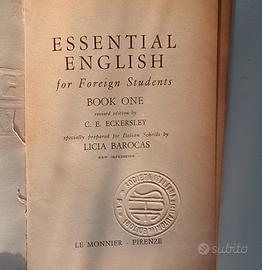 ESSENTIAL
ENGLISH
for Foreign Students
BOOK ONE
revised edition by
C. E. ECKERSLEY
specially prepared for Italian Schools by
LICIA BAROCAS
NEW IMPRESSION
LE MONNIER - FIRENZE
subito